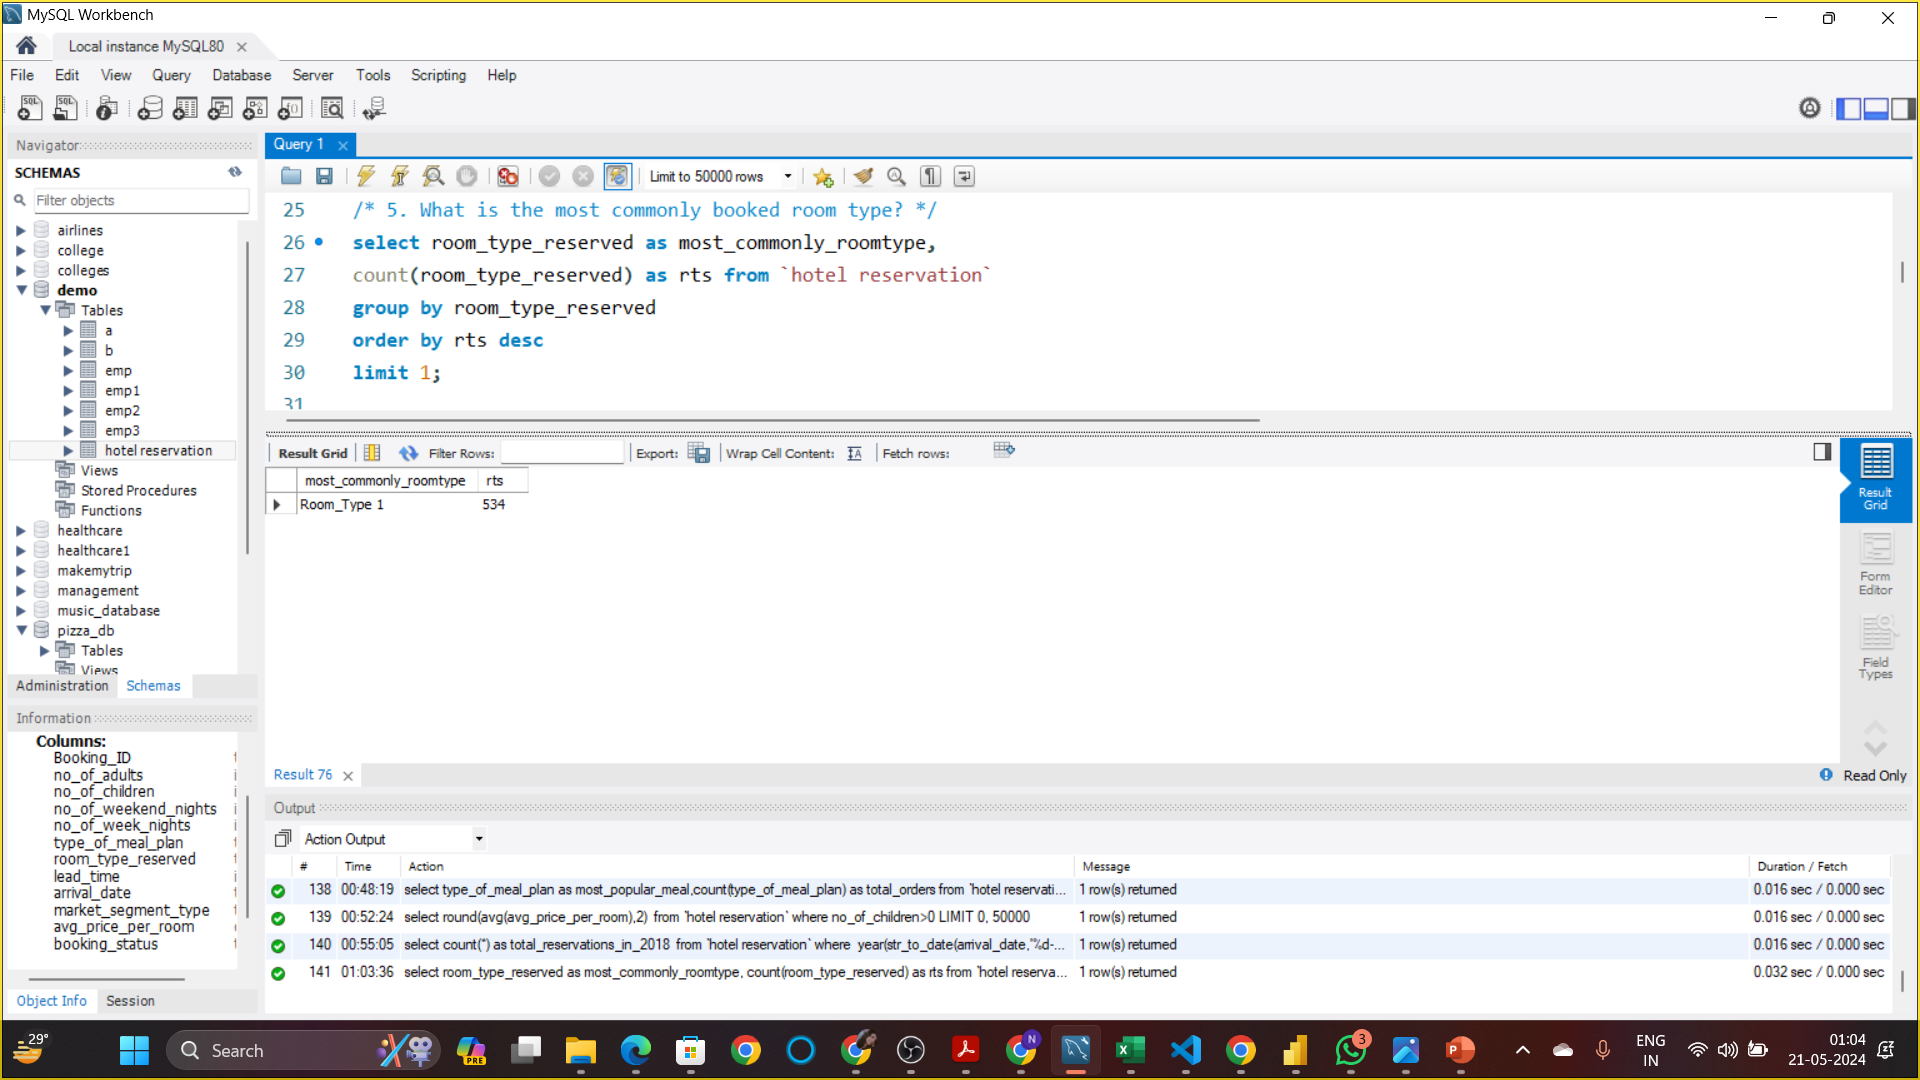 MySQL Workbench
Local instance MySQL80
File Edit View Query Database Server Tools Scripting Help
Navigator
SCHEMAS
Filter objects
airlines
college
colleges
demo
Tables
a
b
emp
emp1
emp2
emp3
hotel reservation
Views
Stored Procedures
Functions
healthcare
healthcare1
makemytrip
management
music_database
pizza_db
Tables
Views
Administration Schemas
Information
Columns:
Booking_ID
no_of_adults
no_of_children
no_of_weekend_nights
no_of_week_nights
type_of_meal_plan
room_type_reserved
lead_time
arrival_date
market_segment_type
avg_price_per_room
booking_status
Object Info Session
Query 1
Limit to 50000 rows
25 /* 5. What is the most commonly booked room type? */
26 select room_type_reserved as most_commonly_roomtype,
27 count(room_type_reserved) as rts from `hotel reservation`
28 group by room_type_reserved
29 order by rts desc
30 limit 1;
31
Result Grid Filter Rows: Export: Wrap Cell Content: Fetch rows:
most_commonly_roomtype rts
Room_Type 1 534
Result Grid
Form Editor
Field Types
Result 76
Read Only
Output
Action Output
# Time Action Message Duration / Fetch
138 00:48:19 select type_of_meal_plan as most_popular_meal,count(type_of_meal_plan) as total_orders from `hotel reservati... 1 row(s) returned 0.016 sec / 0.000 sec
139 00:52:24 select round(avg(avg_price_per_room),2) from `hotel reservation` where no_of_children>0 LIMIT 0, 50000 1 row(s) returned 0.016 sec / 0.000 sec
140 00:55:05 select count(*) as total_reservations_in_2018 from `hotel reservation` where year(str_to_date(arrival_date,"%d-... 1 row(s) returned 0.016 sec / 0.000 sec
141 01:03:36 select room_type_reserved as most_commonly_roomtype, count(room_type_reserved) as rts from `hotel reserva... 1 row(s) returned 0.032 sec / 0.000 sec
29°
Search
PRE
N
3
ENG
IN
01:04
21-05-2024